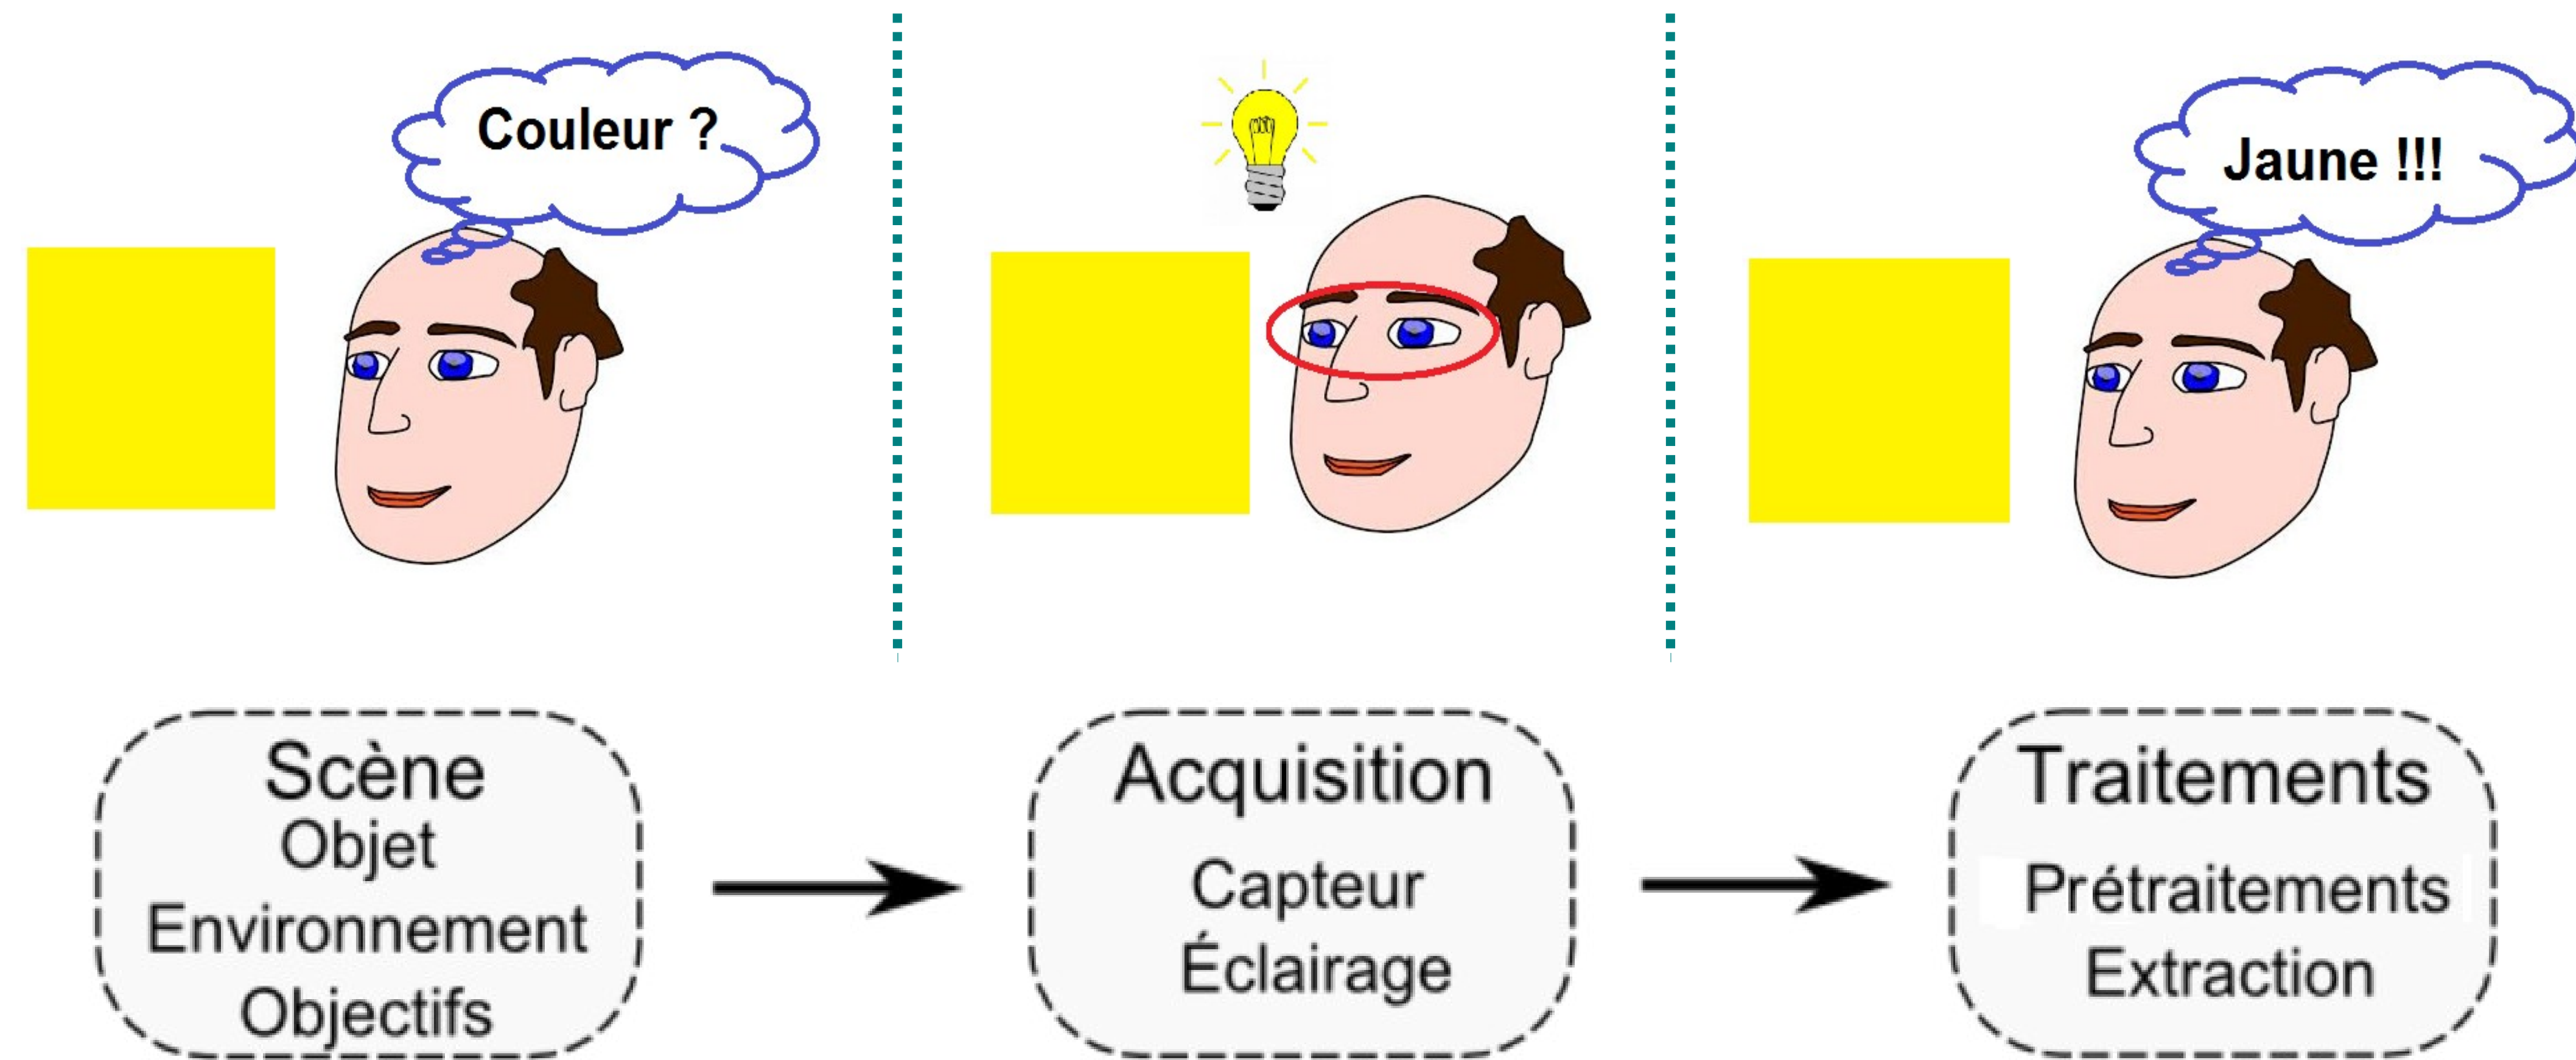 Couleur ?
Jaune !!!
Scène
Objet
Environnement
Objectifs
Acquisition
Capteur
Éclairage
Traitements
Prétraitements
Extraction